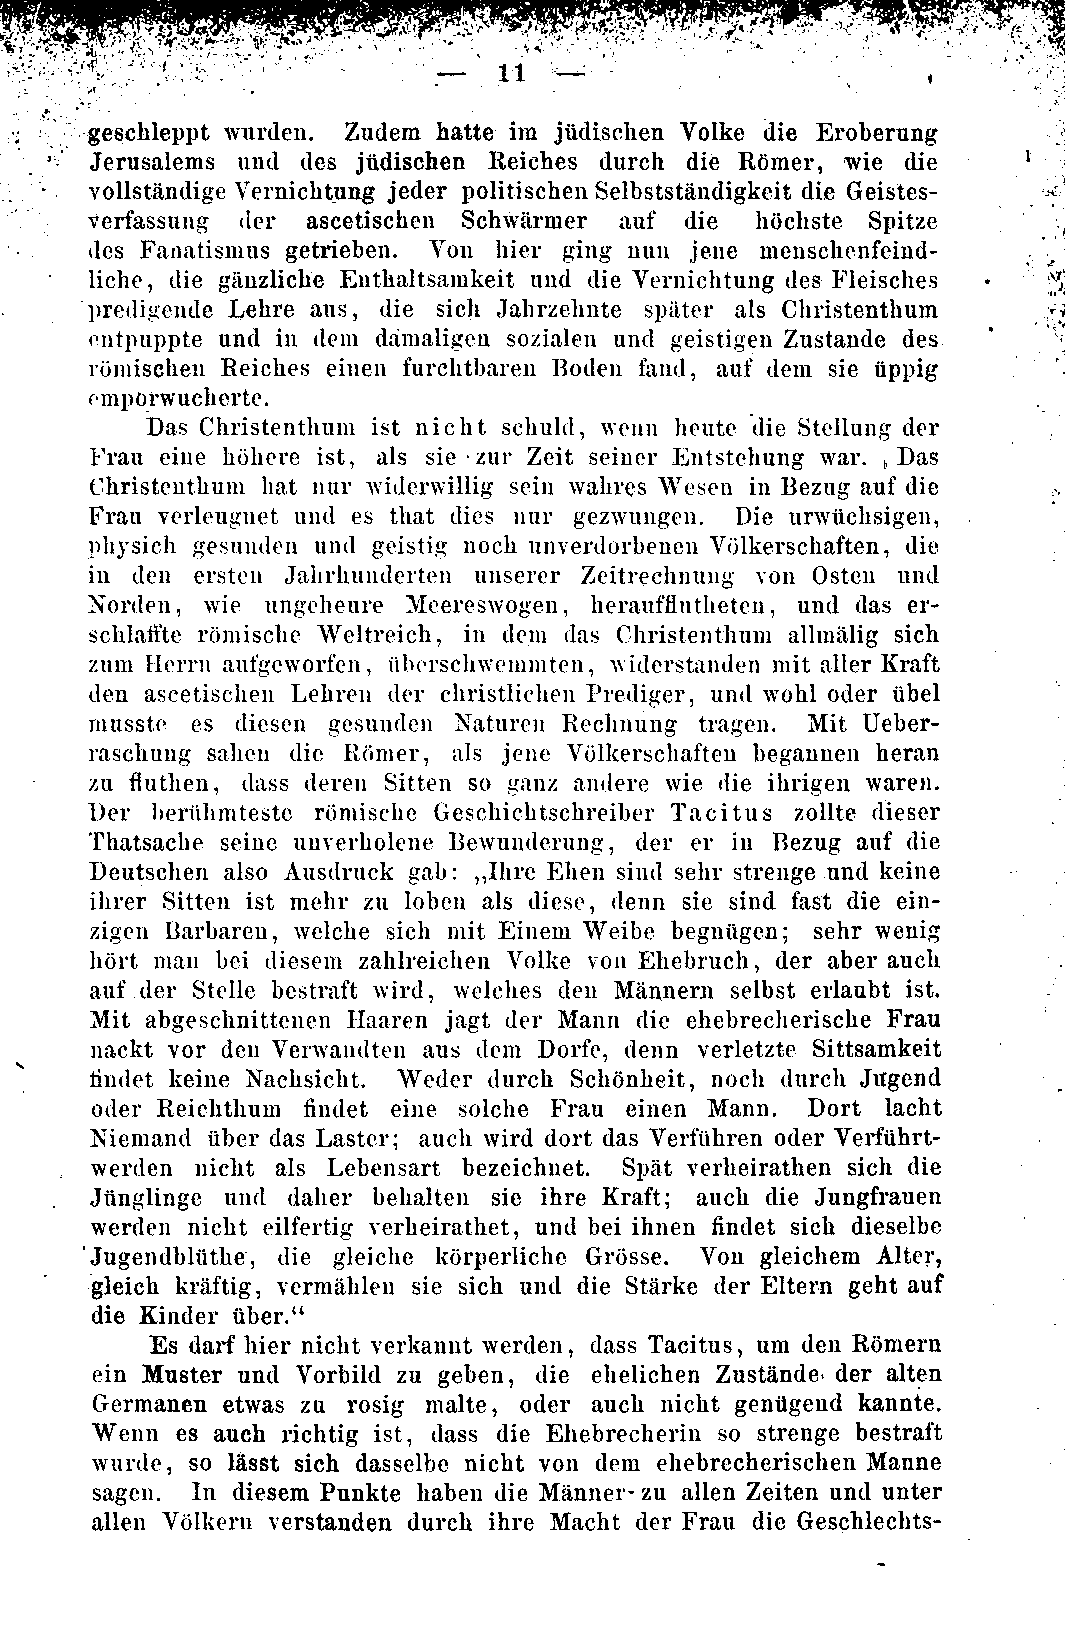 — 11 —
geschleppt wurden. Zudem hatte im jüdischen Volke die Eroberung
Jerusalems und des jüdischen Reiches durch die Römer, wie die
vollständige Vernichtung jeder politischen Selbstständigkeit die Geistes-
verfassung der ascetischen Schwärmer auf die höchste Spitze
des Fanatismus getrieben. Von hier ging nun jene menschenfeind-
liche, die gänzliche Enthaltsamkeit und die Vernichtung des Fleisches
predigende Lehre aus, die sich Jahrzehnte später als Christenthum
entpuppte und in dem damaligen sozialen und geistigen Zustande des
römischen Reiches einen furchtbaren Boden fand, auf dem sie üppig
emporwucherte.
Das Christenthum ist nicht schuld, wenn heute die Stellung der
Frau eine höhere ist, als sie zur Zeit seiner Entstehung war. Das
Christenthum hat nur widerwillig sein wahres Wesen in Bezug auf die
Frau verleugnet und es that dies nur gezwungen. Die urwüchsigen,
physich gesunden und geistig noch unverdorbenen Völkerschaften, die
in den ersten Jahrhunderten unserer Zeitrechnung von Osten und
Norden, wie ungeheure Meereswogen, heraufflutheten, und das er-
schlaffte römische Weltreich, in dem das Christenthum allmälig sich
zum Herrn aufgeworfen, überschwemmten, widerstanden mit aller Kraft
den ascetischen Lehren der christlichen Prediger, und wohl oder übel
musste es diesen gesunden Naturen Rechnung tragen. Mit Ueber-
raschung sahen die Römer, als jene Völkerschaften begannen heran
zu fluthen, dass deren Sitten so ganz andere wie die ihrigen waren.
Der berühmteste römische Geschichtschreiber Tacitus zollte dieser
Thatsache seine unverholene Bewunderung, der er in Bezug auf die
Deutschen also Ausdruck gab: „Ihre Ehen sind sehr strenge und keine
ihrer Sitten ist mehr zu loben als diese, denn sie sind fast die ein-
zigen Barbaren, welche sich mit Einem Weibe begnügen; sehr wenig
hört man bei diesem zahlreichen Volke von Ehebruch, der aber auch
auf der Stelle bestraft wird, welches den Männern selbst erlaubt ist.
Mit abgeschnittenen Haaren jagt der Mann die ehebrecherische Frau
nackt vor den Verwandten aus dem Dorfe, denn verletzte Sittsamkeit
findet keine Nachsicht. Weder durch Schönheit, noch durch Jugend
oder Reichthum findet eine solche Frau einen Mann. Dort lacht
Niemand über das Laster; auch wird dort das Verführen oder Verführt-
werden nicht als Lebensart bezeichnet. Spät verheirathen sich die
Jünglinge und daher behalten sie ihre Kraft; auch die Jungfrauen
werden nicht eilfertig verheirathet, und bei ihnen findet sich dieselbe
Jugendblüthe, die gleiche körperliche Grösse. Von gleichem Alter,
gleich kräftig, vermählen sie sich und die Stärke der Eltern geht auf
die Kinder über.“
Es darf hier nicht verkannt werden, dass Tacitus, um den Römern
ein Muster und Vorbild zu geben, die ehelichen Zustände der alten
Germanen etwas zu rosig malte, oder auch nicht genügend kannte.
Wenn es auch richtig ist, dass die Ehebrecherin so strenge bestraft
wurde, so lässt sich dasselbe nicht von dem ehebrecherischen Manne
sagen. In diesem Punkte haben die Männer zu allen Zeiten und unter
allen Völkern verstanden durch ihre Macht der Frau die Geschlechts-